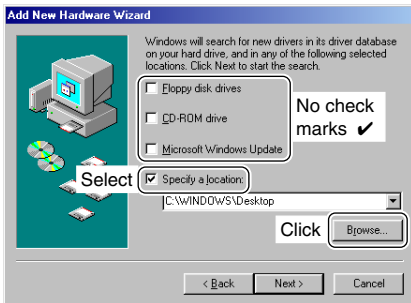 Add New Hardware Wizard
Windows will search for new drivers in its driver database
on your hard drive, and in any of the following selected
locations. Click Next to start the search.
Floppy disk drives
No check
marks ✔
CD-ROM drive
Microsoft Windows Update
Select
Specify a location:
C:\WINDOWS\Desktop
Click
Browse...
< Back
Next >
Cancel